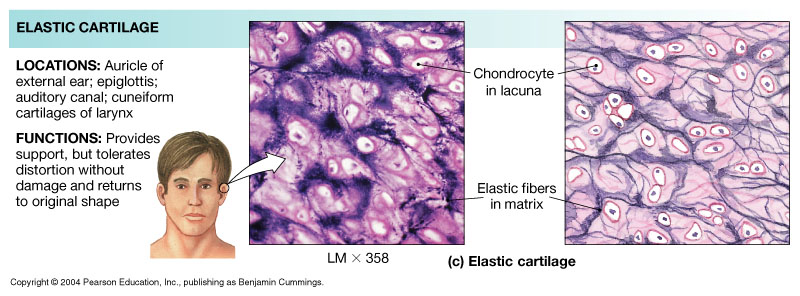 ELASTIC CARTILAGE
LOCATIONS: Auricle of
external ear; epiglottis;
auditory canal; cuneiform
cartilages of larynx
FUNCTIONS: Provides
support, but tolerates
distortion without
damage and returns
to original shape
Chondrocyte
in lacuna
Elastic fibers
in matrix
LM × 358
(c) Elastic cartilage
Copyright © 2004 Pearson Education, Inc., publishing as Benjamin Cummings.